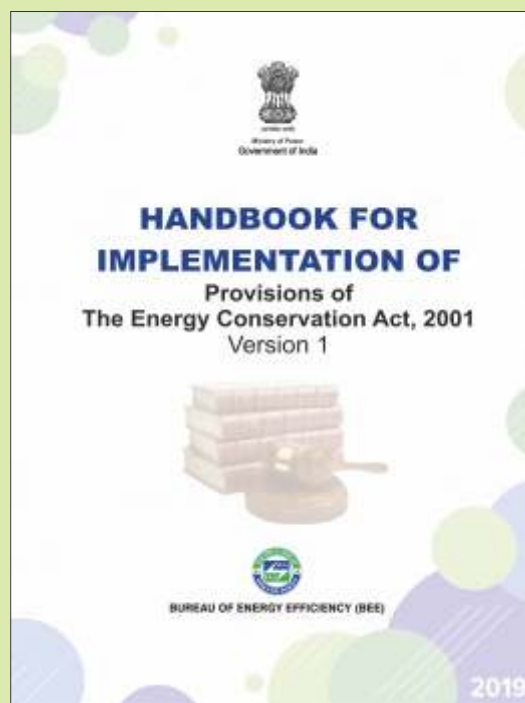 Ministry of Power
Government of India
HANDBOOK FOR
IMPLEMENTATION OF
Provisions of
The Energy Conservation Act, 2001
Version 1
BUREAU OF ENERGY EFFICIENCY (BEE)
2019